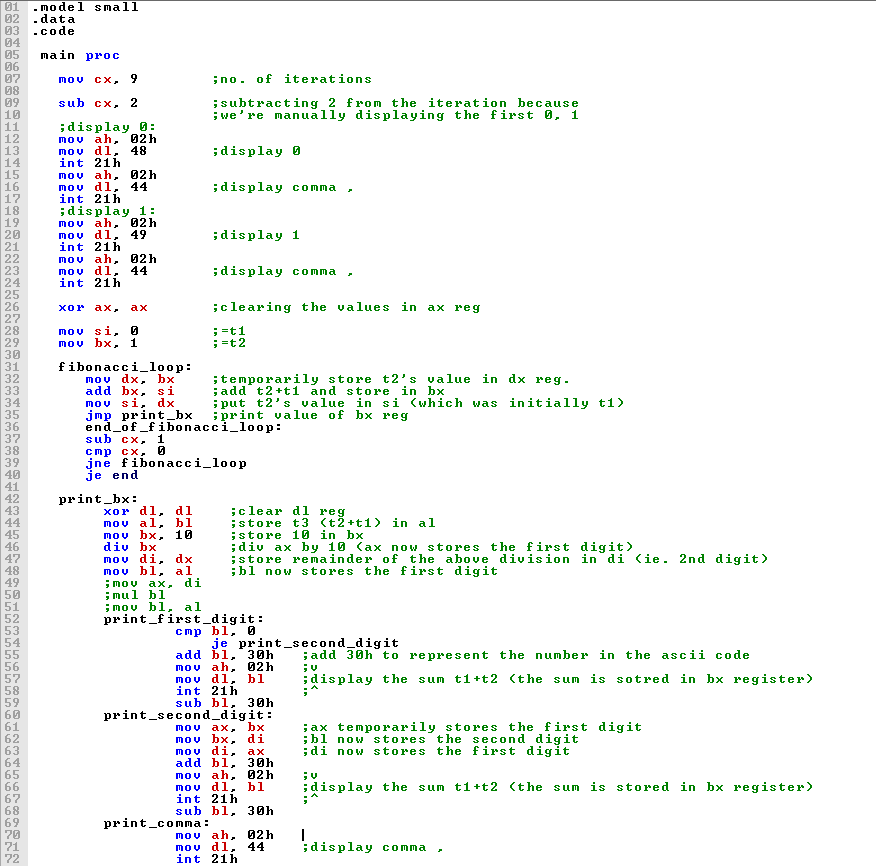 01 .model small
02 .data
03 .code
04
05 main proc
06
07 mov cx, 9 ;no. of iterations
08
09 sub cx, 2 ;subtracting 2 from the iteration because
10 ;we're manually displaying the first 0, 1
11 ;display 0:
12 mov ah, 02h
13 mov dl, 48 ;display 0
14 int 21h
15 mov ah, 02h
16 mov dl, 44 ;display comma ,
17 int 21h
18 ;display 1:
19 mov ah, 02h
20 mov dl, 49 ;display 1
21 int 21h
22 mov ah, 02h
23 mov dl, 44 ;display comma ,
24 int 21h
25
26 xor ax, ax ;clearing the values in ax reg
27
28 mov si, 0 ;=t1
29 mov bx, 1 ;=t2
30
31 fibonacci_loop:
32 mov dx, bx ;temporarily store t2's value in dx reg.
33 add bx, si ;add t2+t1 and store in bx
34 mov si, dx ;put t2's value in si (which was initially t1)
35 jmp print_bx ;print value of bx reg
36 end_of_fibonacci_loop:
37 sub cx, 1
38 cmp cx, 0
39 jne fibonacci_loop
40 je end
41
42 print_bx:
43 xor dl, dl ;clear dl reg
44 mov al, bl ;store t3 (t2+t1) in al
45 mov bx, 10 ;store 10 in bx
46 div bx ;div ax by 10 (ax now stores the first digit)
47 mov di, dx ;store remainder of the above division in di (ie. 2nd digit)
48 mov bl, al ;bl now stores the first digit
49 ;mov ax, di
50 ;mul bl
51 ;mov bl, al
52 print_first_digit:
53 cmp bl, 0
54 je print_second_digit
55 add bl, 30h ;add 30h to represent the number in the ascii code
56 mov ah, 02h ;v
57 mov dl, bl ;display the sum t1+t2 (the sum is sotred in bx register)
58 int 21h ;^
59 sub bl, 30h
60 print_second_digit:
61 mov ax, bx ;ax temporarily stores the first digit
62 mov bx, di ;bl now stores the second digit
63 mov di, ax ;di now stores the first digit
64 add bl, 30h
65 mov ah, 02h ;v
66 mov dl, bl ;display the sum t1+t2 (the sum is stored in bx register)
67 int 21h ;^
68 sub bl, 30h
69 print_comma:
70 mov ah, 02h
71 mov dl, 44 ;display comma ,
72 int 21h